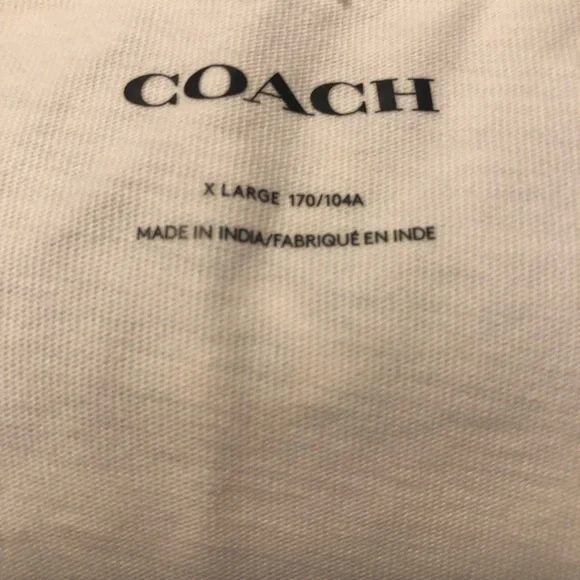 COACH
X LARGE 170/104A
MADE IN INDIA/FABRIQUÉ EN INDE